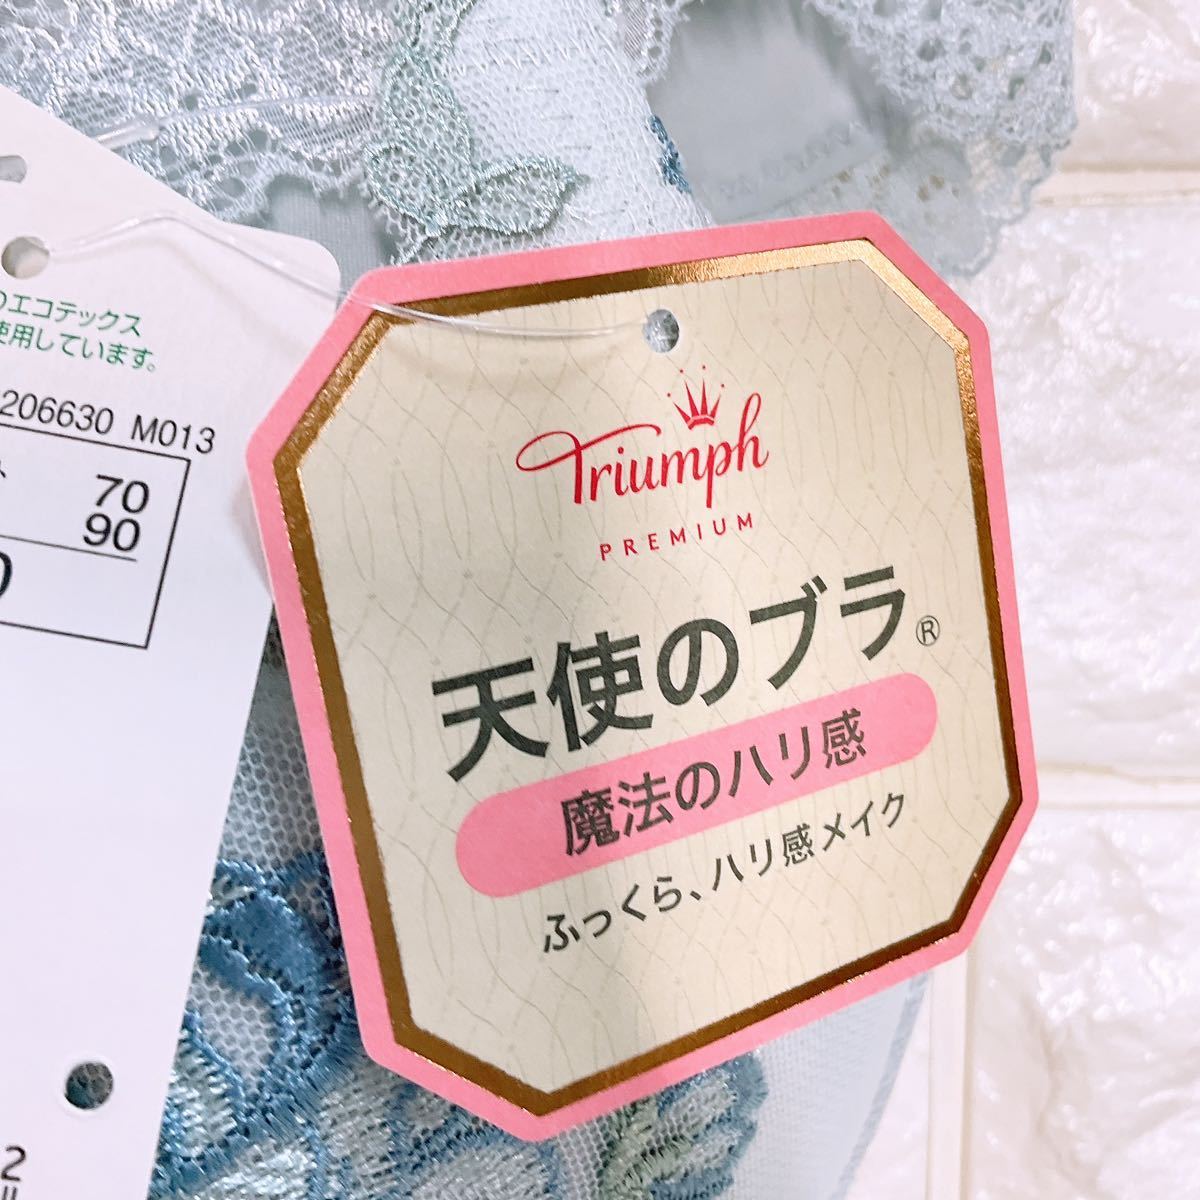 のエコテックス
使用しています。
206630 M013
70
90
0
2
Triumph
PREMIUM
天使のブラ®
魔法のハリ感
ふっくら、ハリ感メイク